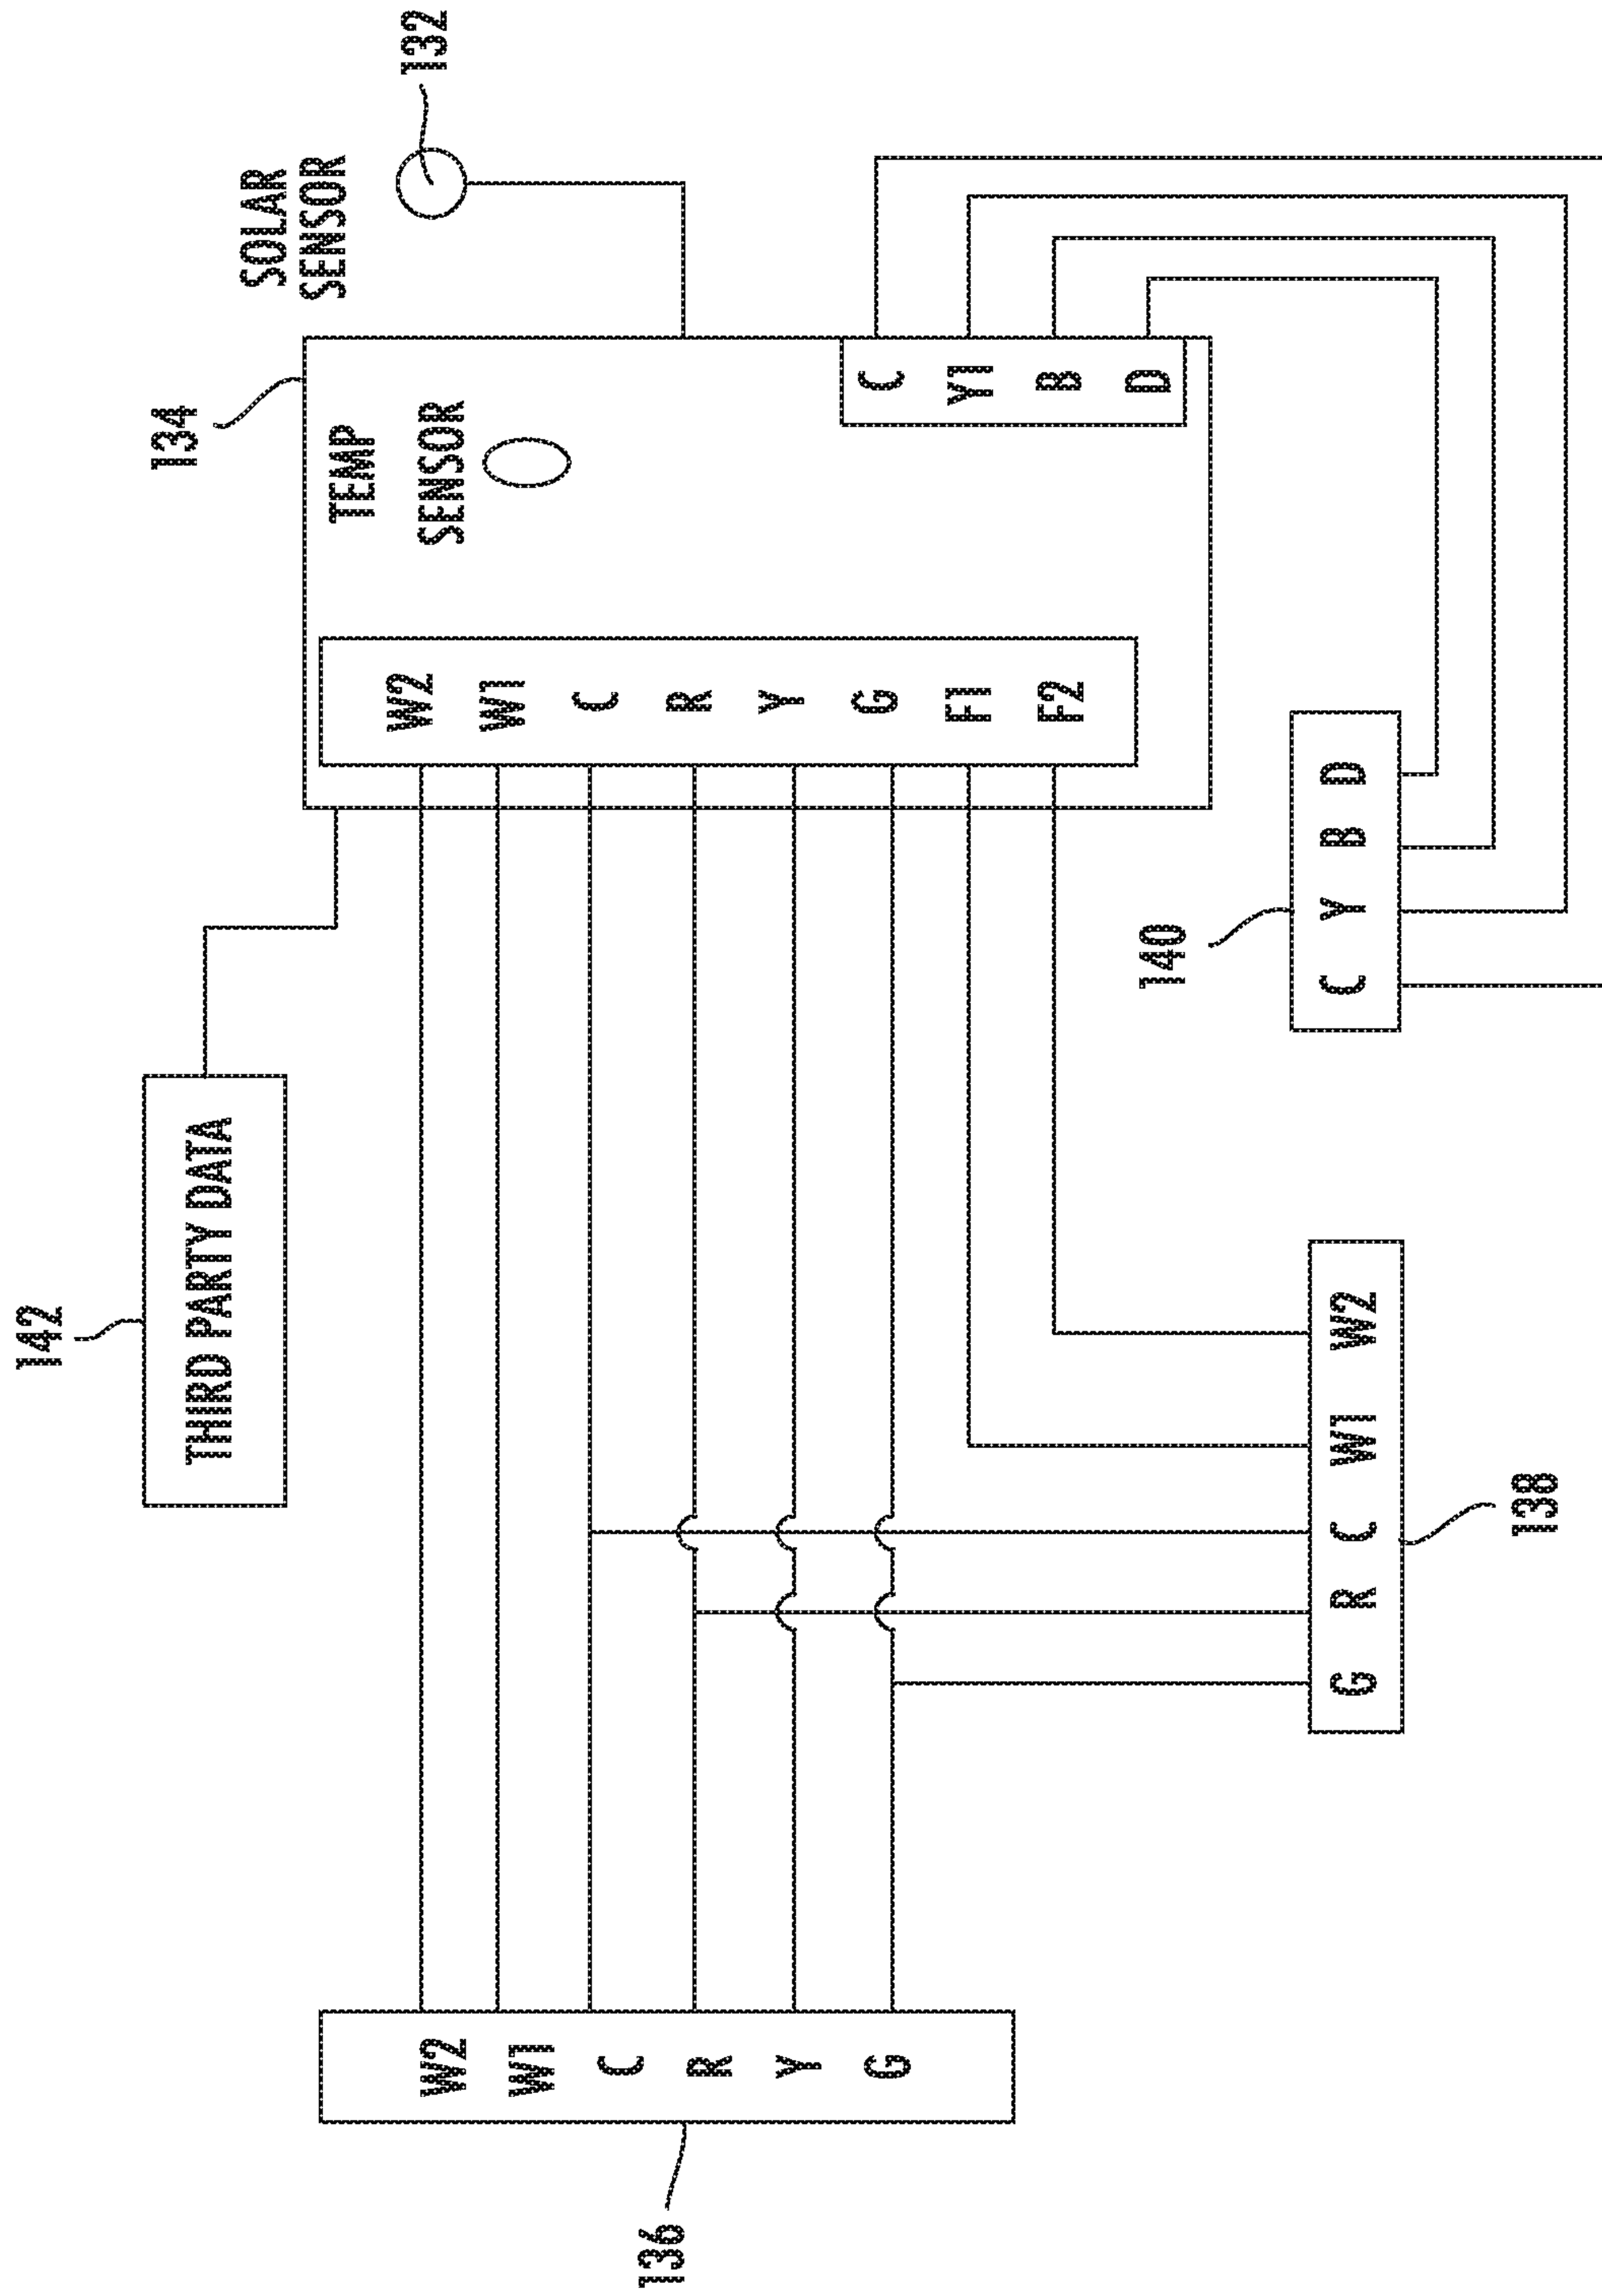 142
THIRD PARTY DATA
134
SOLAR
SENSOR
132
TEMP
SENSOR
136
W2
W1
C
R
Y
G
W2
W1
C
R
Y
G
F1
F2
C
Y1
B
D
140
C Y B D
G R C W1 W2
138